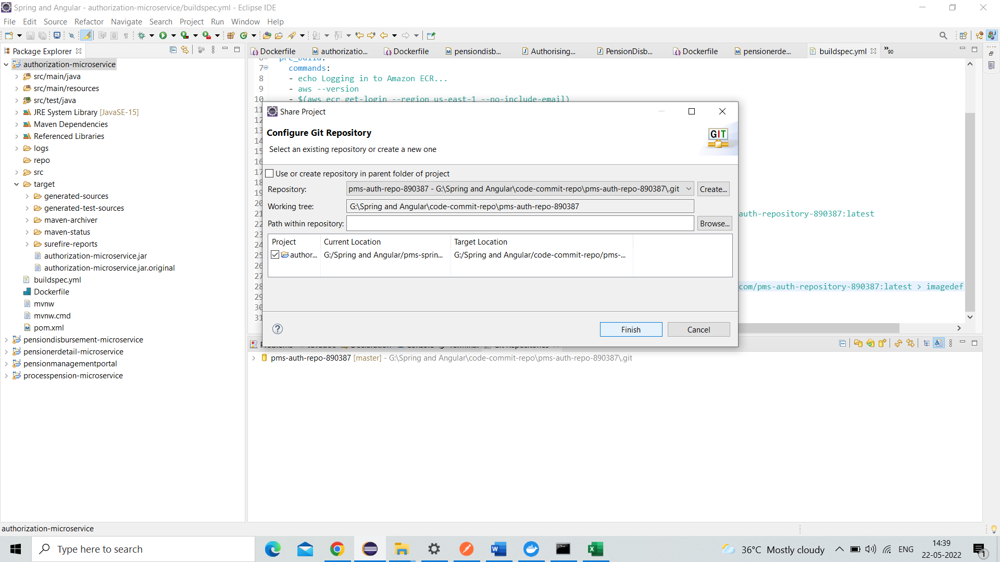 Spring and Angular - authorization-microservice/buildspec.yml - Eclipse IDE
File Edit Source Refactor Navigate Search Project Run Window Help
Package Explorer
Dockerfile authorizatio... Dockerfile pensiondisb... Authorising... PensionDisb... Dockerfile pensionerde... buildspec.yml »90
authorization-microservice
src/main/java
src/main/resources
src/test/java
JRE System Library [JavaSE-15]
Maven Dependencies
Referenced Libraries
logs
repo
src
target
generated-sources
generated-test-sources
maven-archiver
maven-status
surefire-reports
authorization-microservice.jar
authorization-microservice.jar.original
buildspec.yml
Dockerfile
mvnw
mvnw.cmd
pom.xml
pensiondisbursement-microservice
pensionerdetail-microservice
pensionmanagementportal
processpension-microservice
6 pre_build:
7 commands:
8 - echo Logging in to Amazon ECR...
9 - aws --version
10 - $(aws ecr get-login --region us-east-1 --no-include-email)
11
12
13
14
15
16
17
18
19
20
21 auth-repository-890387:latest
22
23
24
25
26
27
28 com/pms-auth-repository-890387:latest > imagedef
29
30
31
Share Project
Configure Git Repository
GIT
Select an existing repository or create a new one
Use or create repository in parent folder of project
Repository: pms-auth-repo-890387 - G:\Spring and Angular\code-commit-repo\pms-auth-repo-890387\.git Create...
Working tree: G:\Spring and Angular\code-commit-repo\pms-auth-repo-890387
Path within repository: Browse...
Project Current Location Target Location
author... G:/Spring and Angular/pms-sprin... G:/Spring and Angular/code-commit-repo/pms-...
Finish Cancel
pms-auth-repo-890387 [master] - G:\Spring and Angular\code-commit-repo\pms-auth-repo-890387\.git
authorization-microservice
Type here to search
36°C Mostly cloudy
ENG
14:39
22-05-2022
1